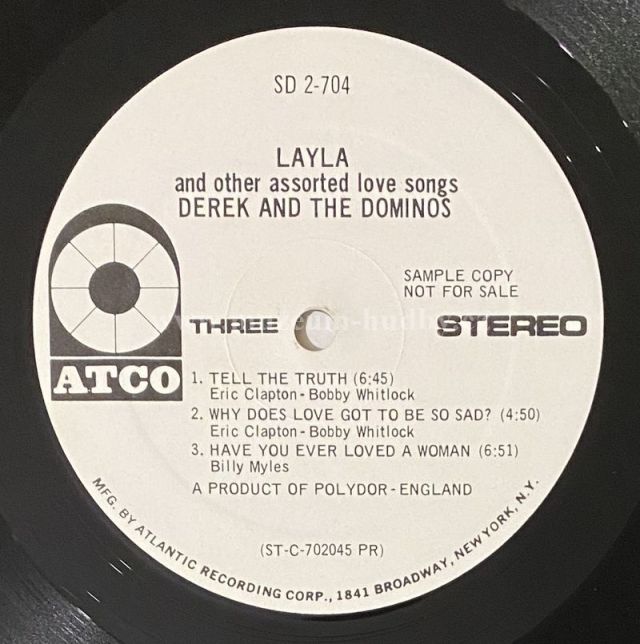 SD 2-704
LAYLA
and other assorted love songs
DEREK AND THE DOMINOS
SAMPLE COPY
NOT FOR SALE
THREE
STEREO
ATCO
1. TELL THE TRUTH (6:45)
Eric Clapton - Bobby Whitlock
2. WHY DOES LOVE GOT TO BE SO SAD? (4:50)
Eric Clapton - Bobby Whitlock
3. HAVE YOU EVER LOVED A WOMAN (6:51)
Billy Myles
A PRODUCT OF POLYDOR - ENGLAND
(ST-C-702045 PR)
MFG. BY ATLANTIC RECORDING CORP., 1841 BROADWAY, NEW YORK, N.Y.